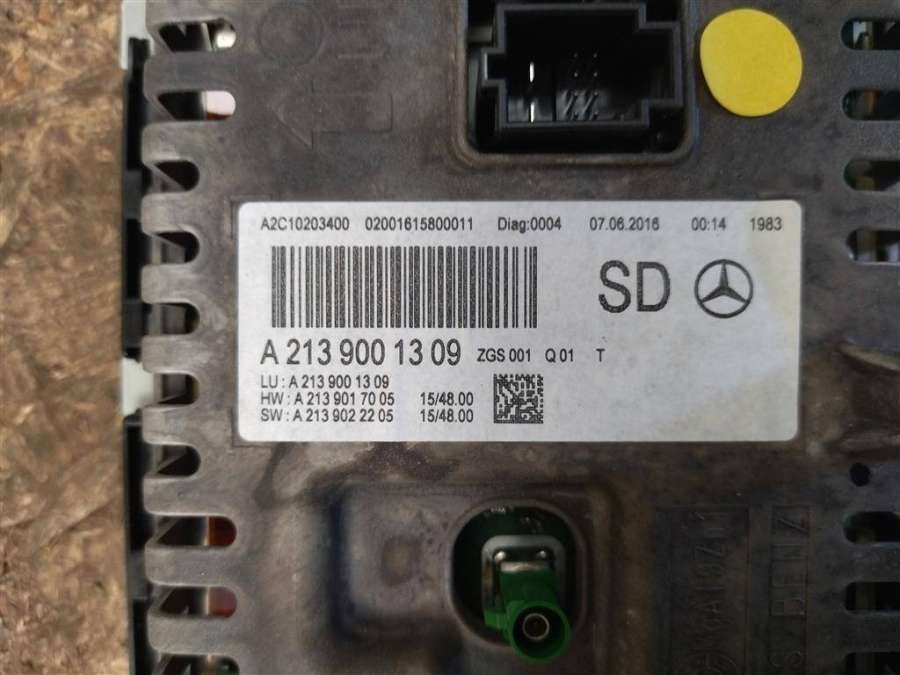 A2C10203400 02001615800011 Diag:0004 07.06.2016 00:14 1983
SD
A 213 900 13 09 ZGS 001 Q 01 T
LU : A 213 900 13 09
HW : A 213 901 70 05 15/48.00
SW : A 213 902 22 05 15/48.00